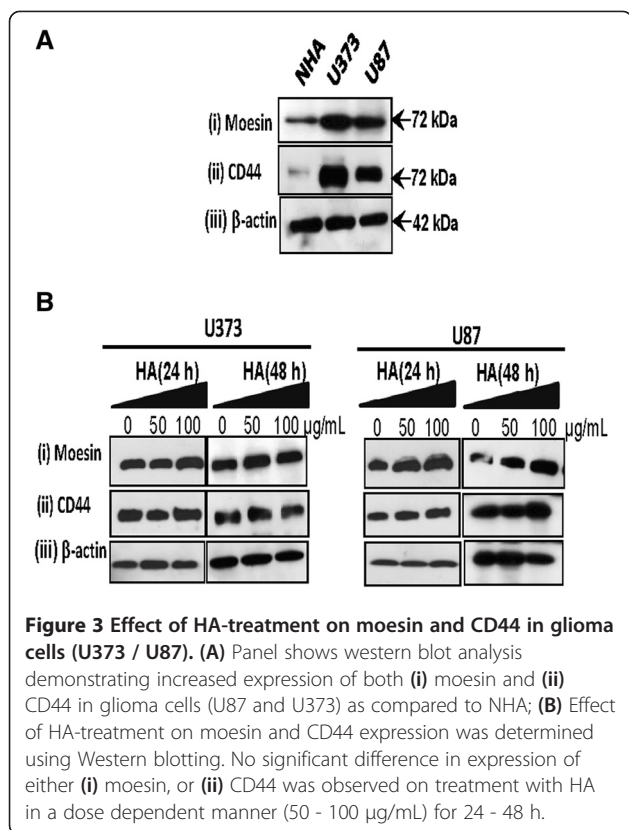 A
NHA U373 U87
(i) Moesin ←72 kDa
(ii) CD44 ←72 kDa
(iii) β-actin ←42 kDa
B
U373 U87
HA(24 h) HA(48 h) HA(24 h) HA(48 h)
0 50 100 0 50 100 µg/mL 0 50 100 0 50 100 µg/mL
(i) Moesin
(ii) CD44
(iii) β-actin
Figure 3 Effect of HA-treatment on moesin and CD44 in glioma
cells (U373 / U87). (A) Panel shows western blot analysis
demonstrating increased expression of both (i) moesin and (ii)
CD44 in glioma cells (U87 and U373) as compared to NHA; (B) Effect
of HA-treatment on moesin and CD44 expression was determined
using Western blotting. No significant difference in expression of
either (i) moesin, or (ii) CD44 was observed on treatment with HA
in a dose dependent manner (50 - 100 µg/mL) for 24 - 48 h.